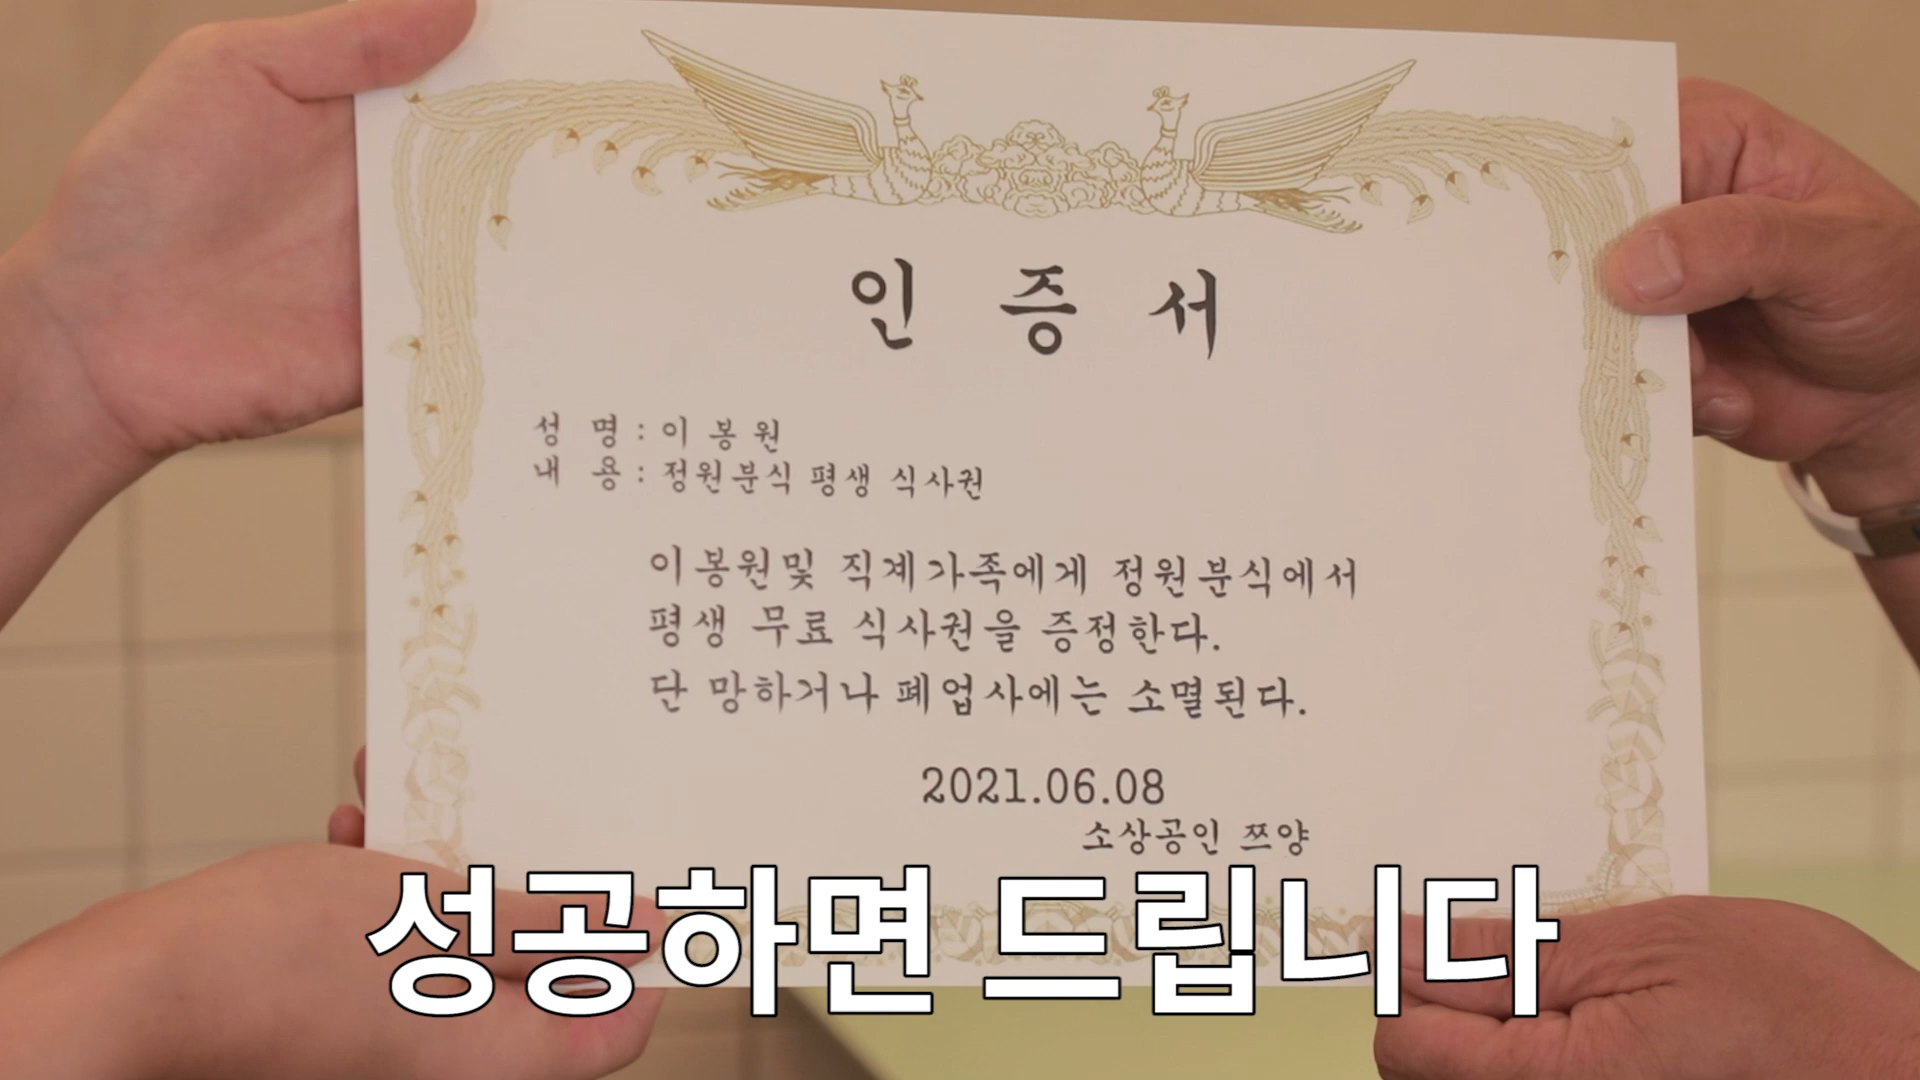 인 증 서
성 명 : 이 봉 원
내 용 : 정원분식 평생 식사권
이봉원및 직계가족에게 정원분식에서
평생 무료 식사권을 증정한다.
단 망하거나 폐업사에는 소멸된다.
2021.06.08
소상공인 쯔양
성공하면 드립니다